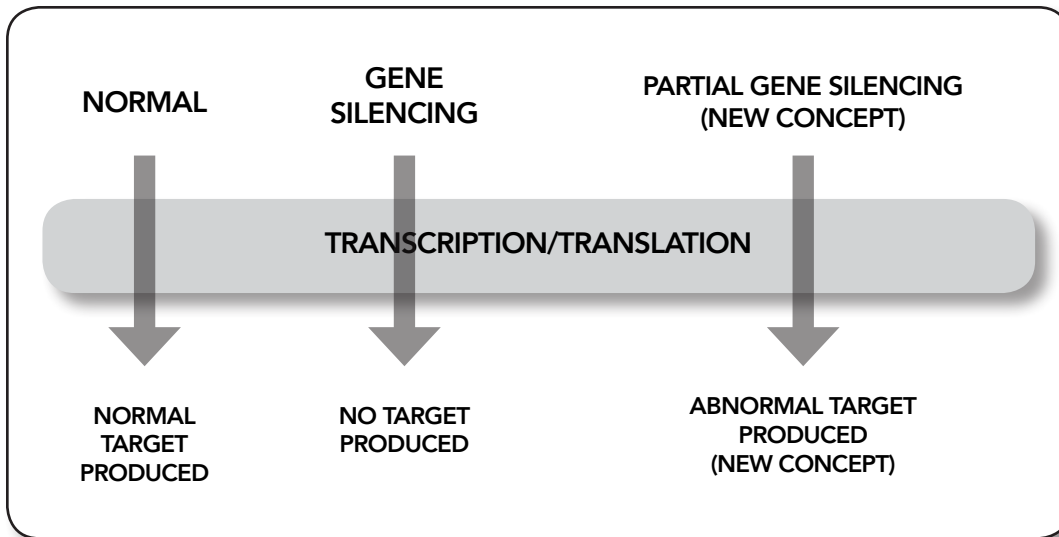 NORMAL
GENE
SILENCING
PARTIAL GENE SILENCING
(NEW CONCEPT)
TRANSCRIPTION/TRANSLATION
NORMAL
TARGET
PRODUCED
NO TARGET
PRODUCED
ABNORMAL TARGET
PRODUCED
(NEW CONCEPT)